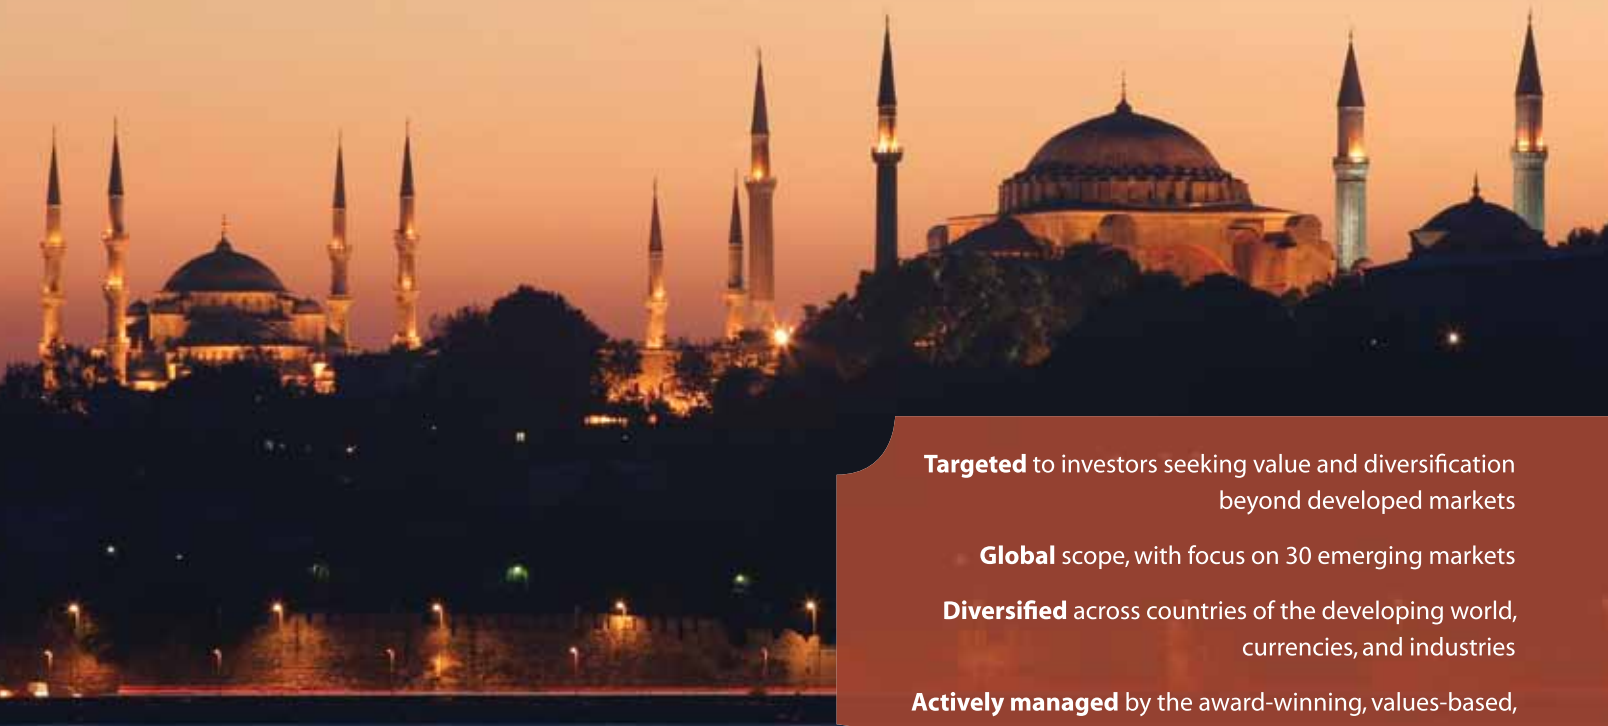 Targeted to investors seeking value and diversification
beyond developed markets
Global scope, with focus on 30 emerging markets
Diversified across countries of the developing world,
currencies, and industries
Actively managed by the award-winning, values-based,